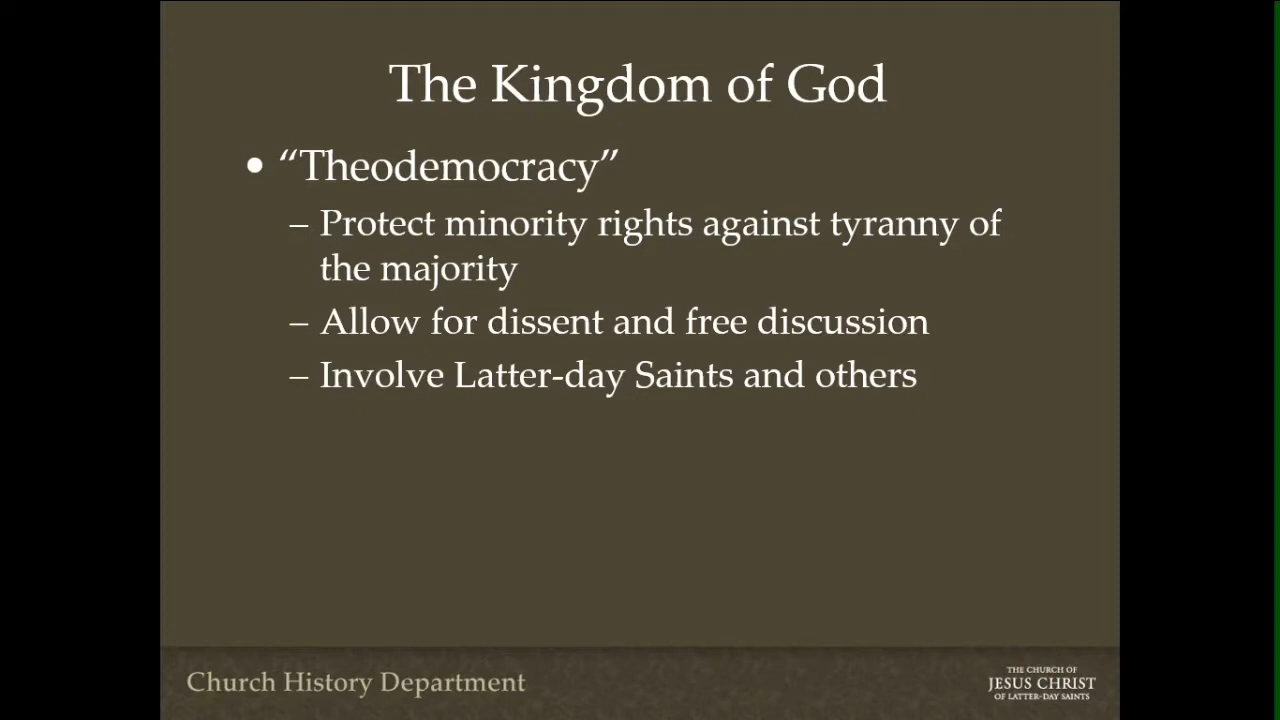 The Kingdom of God
• “Theodemocracy”
– Protect minority rights against tyranny of
the majority
– Allow for dissent and free discussion
– Involve Latter-day Saints and others
Church History Department
THE CHURCH OF
JESUS CHRIST
OF LATTER-DAY SAINTS